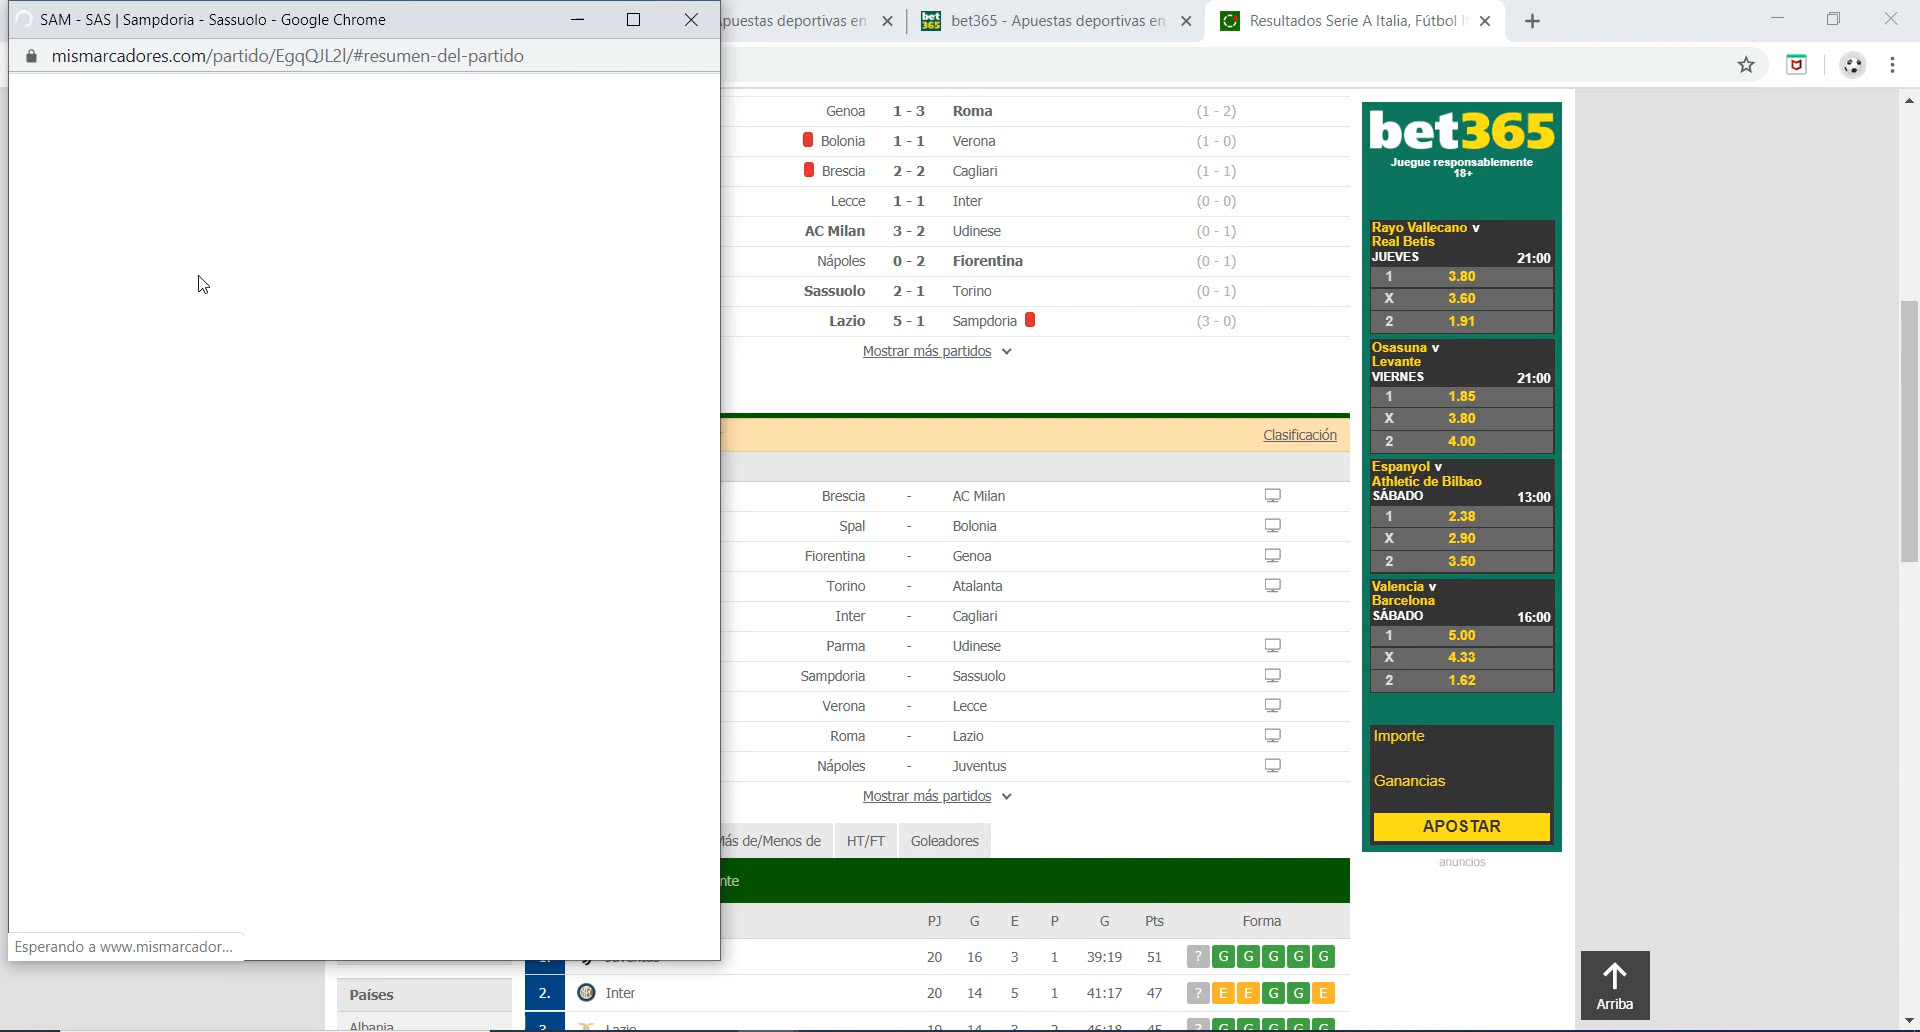 SAM - SAS | Sampdoria - Sassuolo - Google Chrome
mismarcadores.com/partido/EgqQJL2l/#resumen-del-partido
Esperando a www.mismarcador...
puestas deportivas en
bet365 - Apuestas deportivas en
Resultados Serie A Italia, Fútbol
Genoa 1 - 3 Roma (1 - 2)
Bolonia 1 - 1 Verona (1 - 0)
Brescia 2 - 2 Cagliari (1 - 1)
Lecce 1 - 1 Inter (0 - 0)
AC Milan 3 - 2 Udinese (0 - 1)
Nápoles 0 - 2 Fiorentina (0 - 1)
Sassuolo 2 - 1 Torino (0 - 1)
Lazio 5 - 1 Sampdoria (3 - 0)
Mostrar más partidos
Clasificación
Brescia - AC Milan
Spal - Bolonia
Fiorentina - Genoa
Torino - Atalanta
Inter - Cagliari
Parma - Udinese
Sampdoria - Sassuolo
Verona - Lecce
Roma - Lazio
Nápoles - Juventus
Mostrar más partidos
Más de/Menos de HT/FT Goleadores
nte
PJ G E P G Pts Forma
20 16 3 1 39:19 51 ? G G G G G
2. Inter 20 14 5 1 41:17 47 ? E E G G E
3. Lazio 19 14 3 2 46:18 45 ? G G G G G
Países
Albania
bet365
Juegue responsablemente
18+
Rayo Vallecano v
Real Betis
JUEVES 21:00
1 3.80
X 3.60
2 1.91
Osasuna v
Levante
VIERNES 21:00
1 1.85
X 3.80
2 4.00
Espanyol v
Athletic de Bilbao
SÁBADO 13:00
1 2.38
X 2.90
2 3.50
Valencia v
Barcelona
SÁBADO 16:00
1 5.00
X 4.33
2 1.62
Importe
Ganancias
APOSTAR
anuncios
Arriba